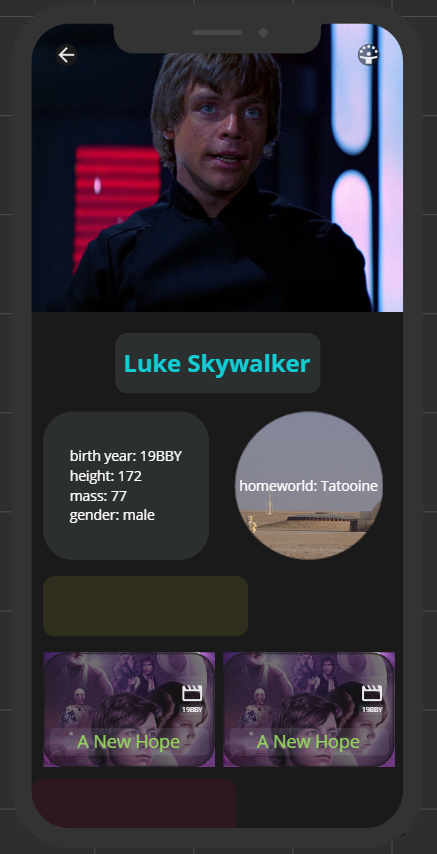 Luke Skywalker
birth year: 19BBY
height: 172
mass: 77
gender: male
homeworld: Tatooine
19BBY
A New Hope
19BBY
A New Hope